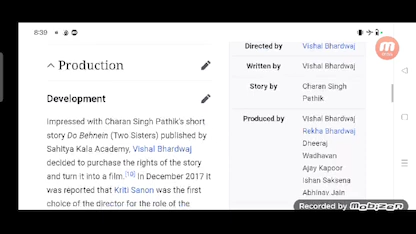 8:39
Production
Development
Impressed with Charan Singh Pathik's short
story Do Behnein (Two Sisters) published by
Sahitya Kala Academy, Vishal Bhardwaj
decided to purchase the rights of the story
and turn it into a film.[10] In December 2017 it
was reported that Kriti Sanon was the first
choice of the director for the role of the
Directed by Vishal Bhardwaj
Written by Vishal Bhardwaj
Story by Charan Singh
Pathik
Produced by Vishal Bhardwaj
Rekha Bhardwaj
Dheeraj
Wadhavan
Ajay Kapoor
Ishan Saksena
Abhinav Jain
Recorded by Mobizen